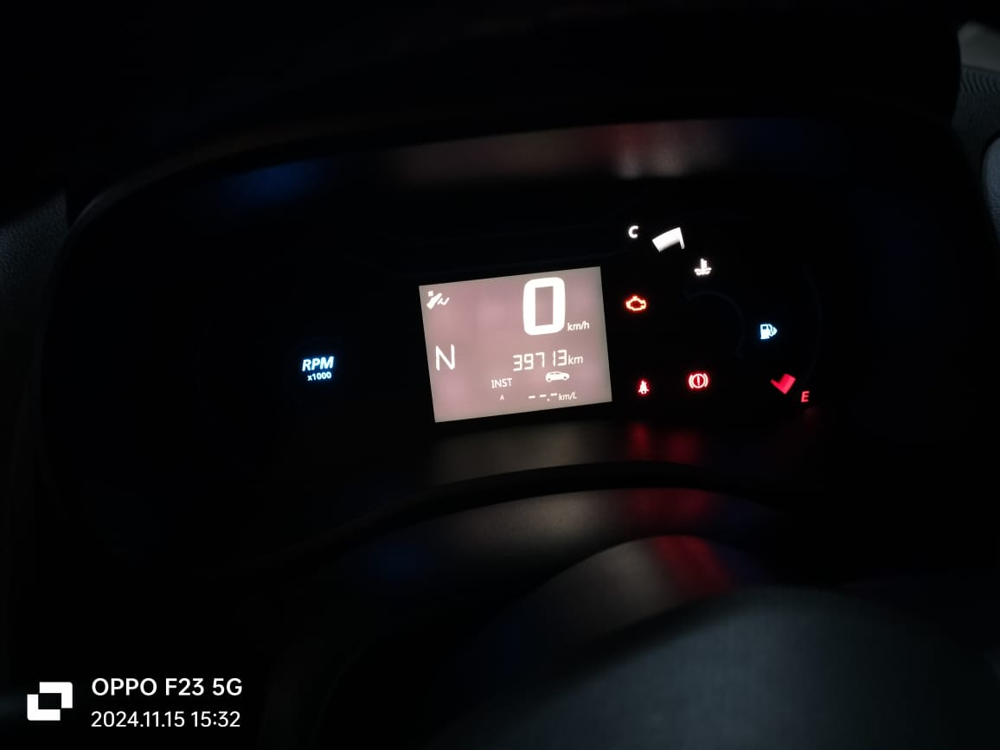 C
0 km/h
RPM
x1000
N
39713km
INST
--.- km/L
E
OPPO F23 5G
2024.11.15 15:32